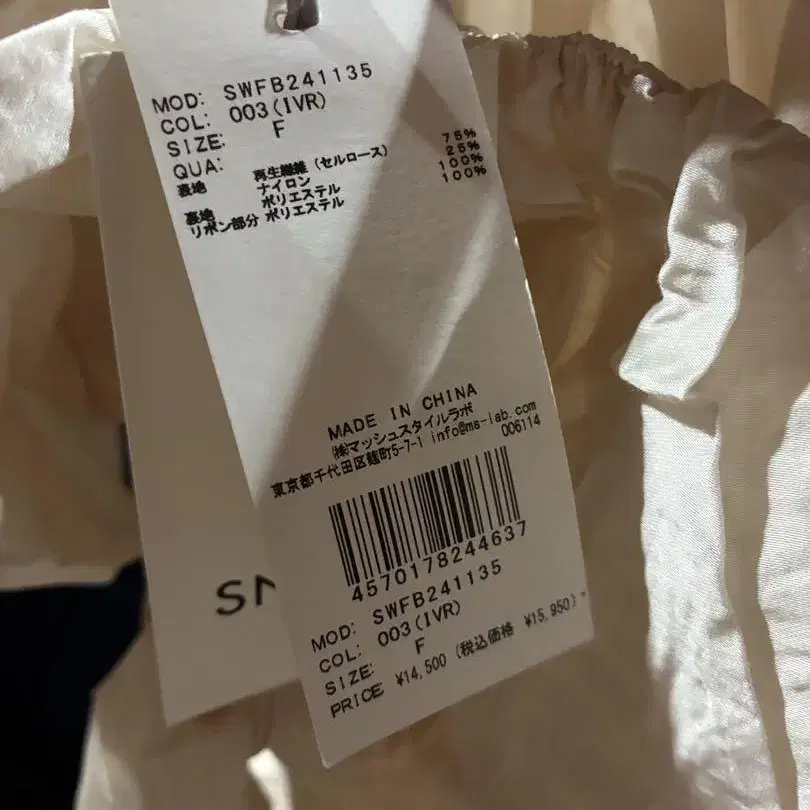 MOD: SWFB241135
COL: 003(IVR)
SIZE: F
QUA:
表地 再生繊維 (セルロース) 75%
ナイロン 25%
裏地 ポリエステル 100%
リボン部分 ポリエステル 100%
MADE IN CHINA
㈱マッシュスタイルラボ
東京都千代田区麹町5-7-1 info@ms-lab.com
006114
4570178244637
MOD: SWFB241135
COL: 003(IVR)
SIZE: F
PRICE ¥14,500 (税込価格 ¥15,950)
SN